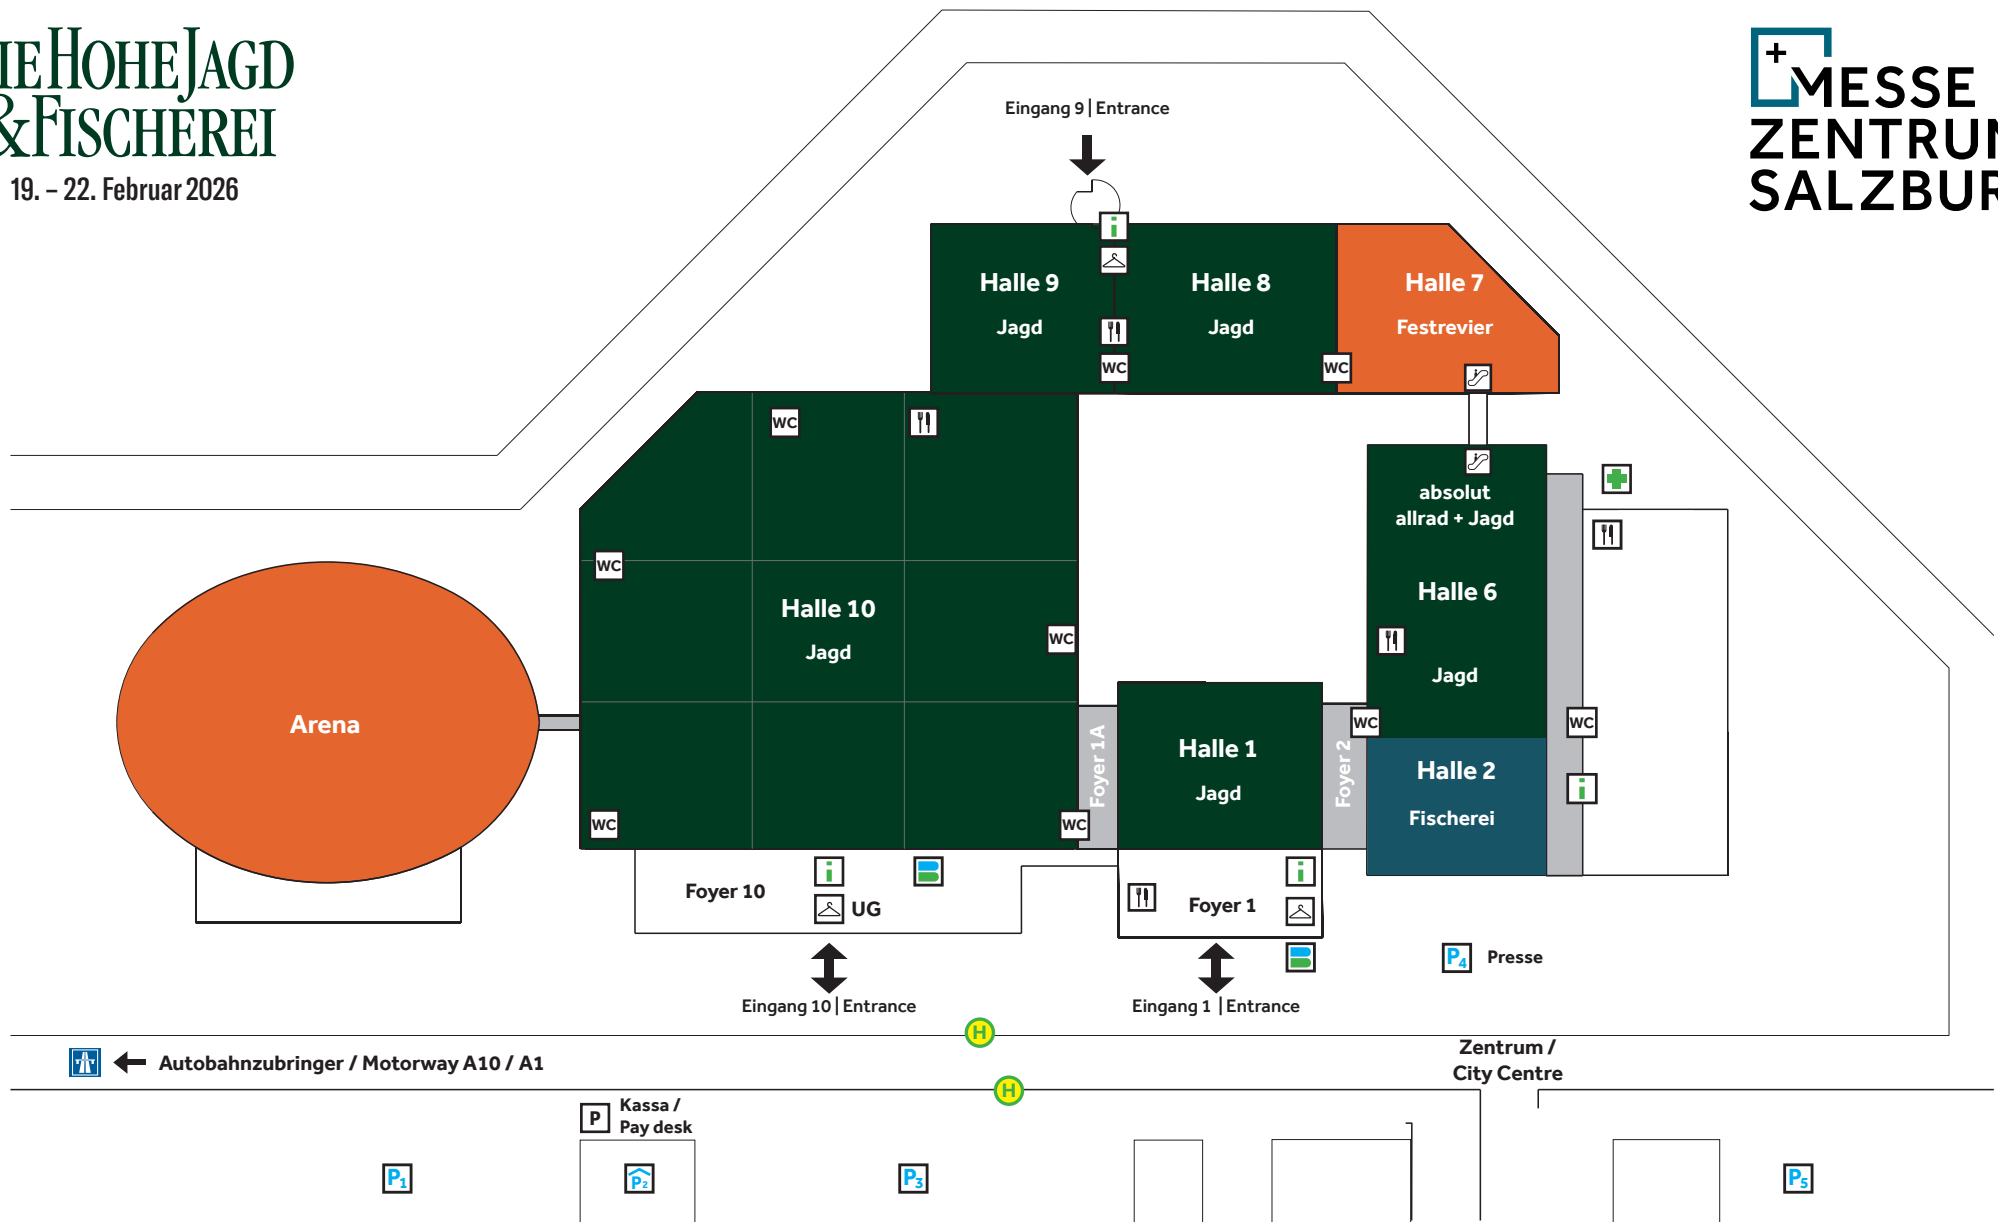 IE HOHE JAGD
& FISCHEREI
19. – 22. Februar 2026
MESSE
ZENTRUM
SALZBUR
Eingang 9 | Entrance
i
Halle 9
Jagd
Halle 8
Jagd
Halle 7
Festrevier
WC
WC
WC
absolut
allrad + Jagd
WC
Halle 10
Jagd
Halle 6
WC
Jagd
Arena
Foyer 1A
Halle 1
Jagd
Foyer 2
WC
WC
Halle 2
Fischerei
i
WC
WC
Foyer 10
i
UG
Foyer 1
i
P4 Presse
Eingang 10 | Entrance
Eingang 1 | Entrance
H
Autobahnzubringer / Motorway A10 / A1
Zentrum /
City Centre
H
P
Kassa /
Pay desk
P1
P2
P3
P5